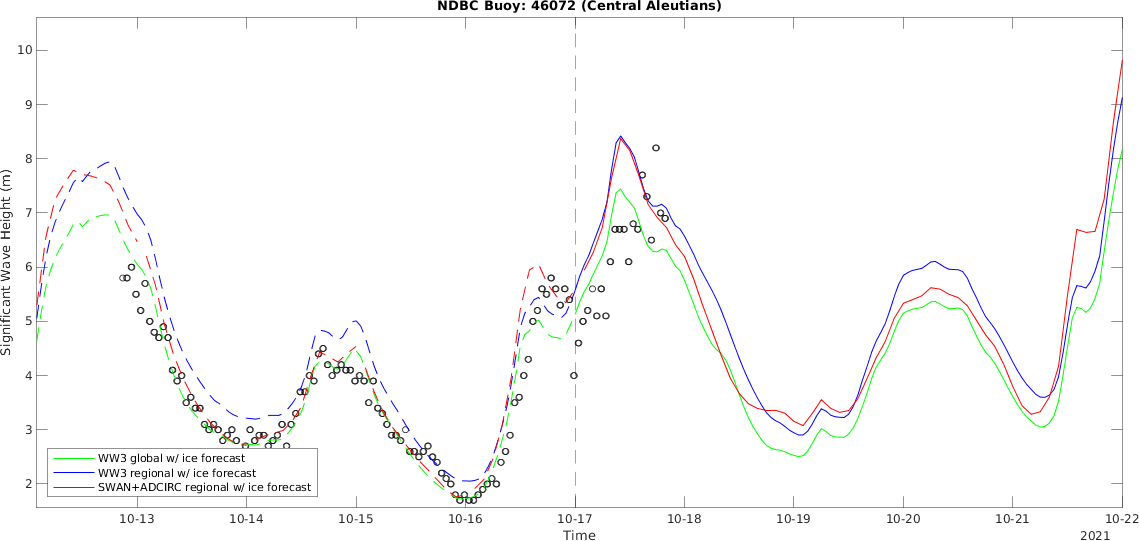 NDBC Buoy: 46072 (Central Aleutians)
Significant Wave Height (m)
10
9
8
7
6
5
4
3
2
WW3 global w/ ice forecast
WW3 regional w/ ice forecast
SWAN+ADCIRC regional w/ ice forecast
10-13 10-14 10-15 10-16 10-17 10-18 10-19 10-20 10-21 10-22
Time
2021